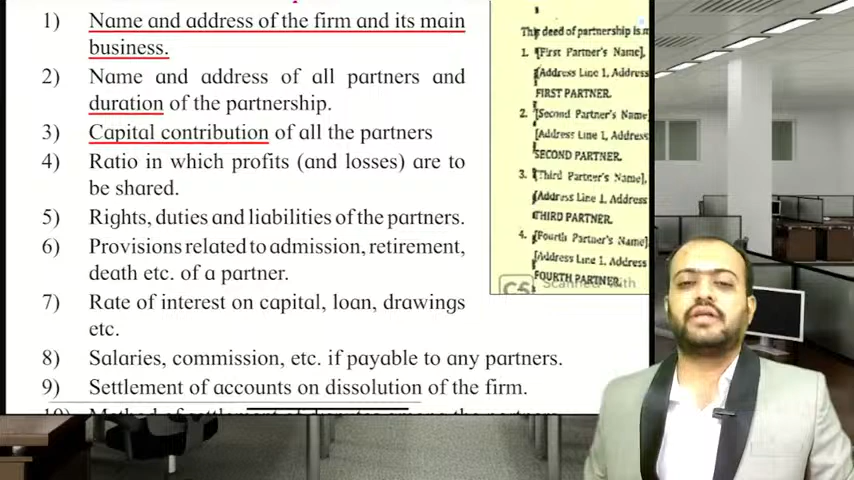 1) Name and address of the firm and its main
business.
2) Name and address of all partners and
duration of the partnership.
3) Capital contribution of all the partners
4) Ratio in which profits (and losses) are to
be shared.
5) Rights, duties and liabilities of the partners.
6) Provisions related to admission, retirement,
death etc. of a partner.
7) Rate of interest on capital, loan, drawings
etc.
8) Salaries, commission, etc. if payable to any partners.
9) Settlement of accounts on dissolution of the firm.
This deed of partnership is m
1. [First Partner's Name],
[Address Line 1, Address
FIRST PARTNER.
2. [Second Partner's Name]
[Address Line 1, Address
SECOND PARTNER.
3. [Third Partner's Name],
[Address Line 1, Address
THIRD PARTNER.
4. [Fourth Partner's Name]
[Address Line 1, Address
FOURTH PARTNER.
CS Scanned with